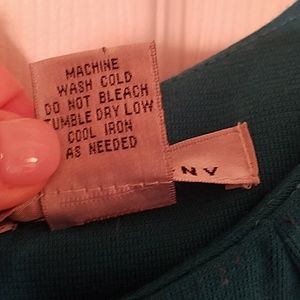 MACHINE
WASH COLD
DO NOT BLEACH
TUMBLE DRY LOW
COOL IRON
AS NEEDED
NV